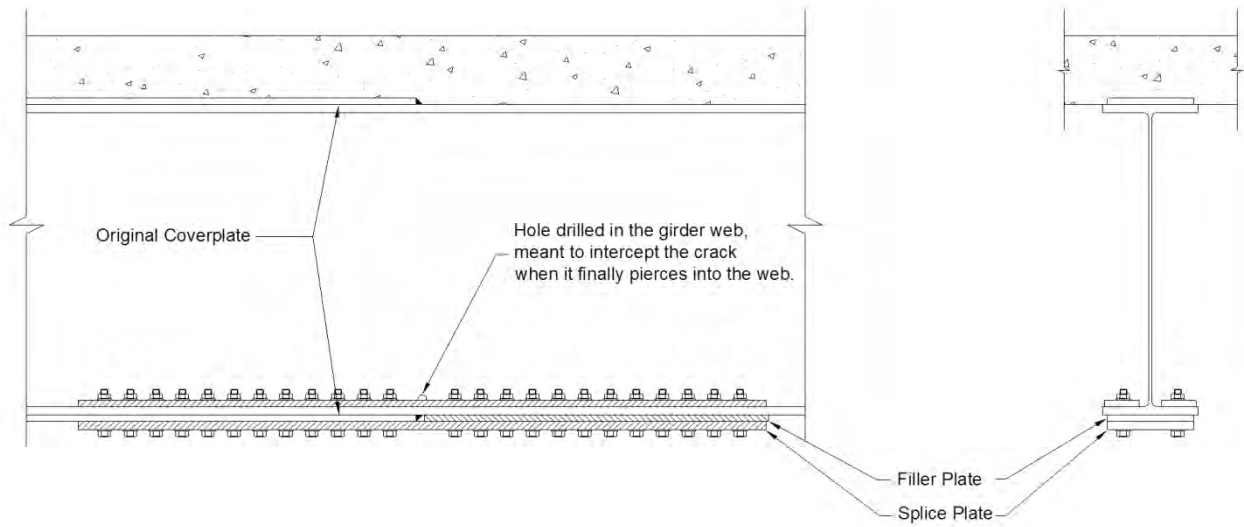 Original Coverplate
Hole drilled in the girder web,
meant to intercept the crack
when it finally pierces into the web.
Filler Plate
Splice Plate